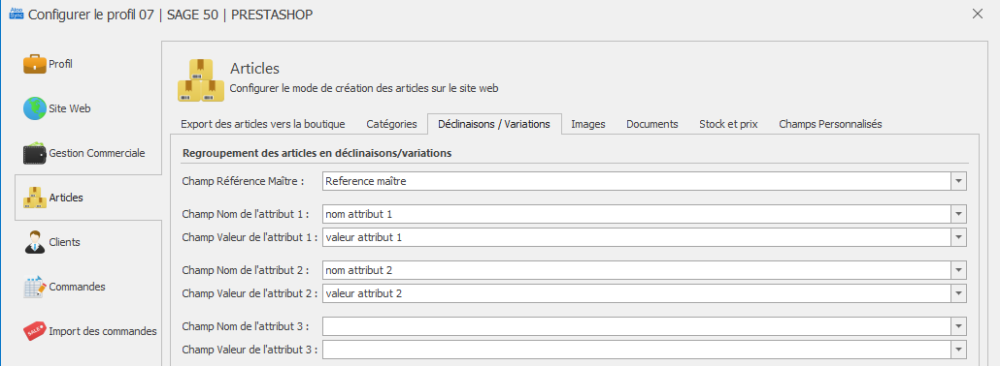 Atoo Sync
Configurer le profil 07 | SAGE 50 | PRESTASHOP
Profil
Site Web
Gestion Commerciale
Articles
Clients
Commandes
SALE
Import des commandes
Articles
Configurer le mode de création des articles sur le site web
Export des articles vers la boutique Catégories Déclinaisons / Variations Images Documents Stock et prix Champs Personnalisés
Regroupement des articles en déclinaisons/variations
Champ Référence Maître : Reference maître
Champ Nom de l'attribut 1 : nom attribut 1
Champ Valeur de l'attribut 1 : valeur attribut 1
Champ Nom de l'attribut 2 : nom attribut 2
Champ Valeur de l'attribut 2 : valeur attribut 2
Champ Nom de l'attribut 3 :
Champ Valeur de l'attribut 3 :